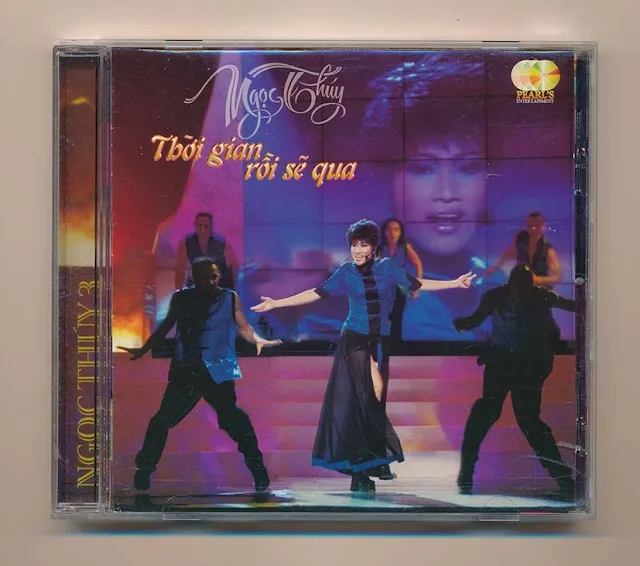 Ngọc Thúy
Thời gian
rồi sẽ qua
PEARL'S
ENTERTAINMENT
NGỌC THÚY 3